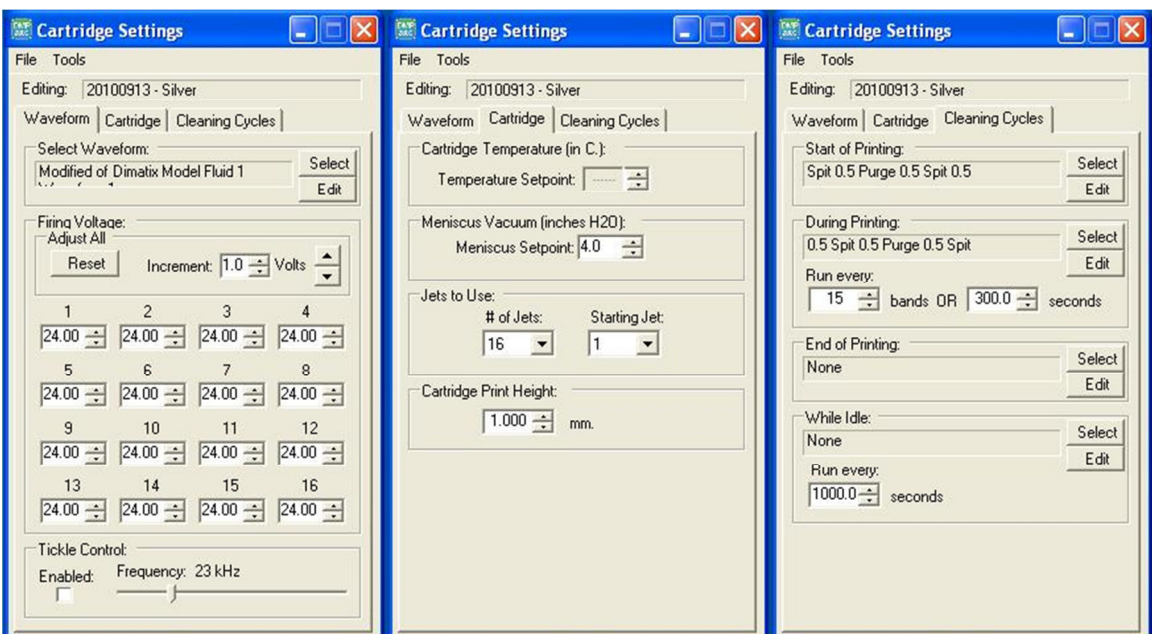 Cartridge Settings
File Tools
Editing: 20100913 - Silver
Waveform Cartridge Cleaning Cycles
Select Waveform:
Modified of Dimatix Model Fluid 1
Select
Edit
Firing Voltage:
Adjust All
Reset Increment: 1.0 Volts
1 2 3 4
24.00 24.00 24.00 24.00
5 6 7 8
24.00 24.00 24.00 24.00
9 10 11 12
24.00 24.00 24.00 24.00
13 14 15 16
24.00 24.00 24.00 24.00
Tickle Control:
Enabled: Frequency: 23 kHz
Cartridge Settings
File Tools
Editing: 20100913 - Silver
Waveform Cartridge Cleaning Cycles
Cartridge Temperature (in C.):
Temperature Setpoint: -----
Meniscus Vacuum (inches H2O):
Meniscus Setpoint: 4.0
Jets to Use:
# of Jets: Starting Jet:
16 1
Cartridge Print Height:
1.000 mm.
Cartridge Settings
File Tools
Editing: 20100913 - Silver
Waveform Cartridge Cleaning Cycles
Start of Printing:
Spit 0.5 Purge 0.5 Spit 0.5
Select
Edit
During Printing:
0.5 Spit 0.5 Purge 0.5 Spit
Select
Edit
Run every:
15 bands OR 300.0 seconds
End of Printing:
None
Select
Edit
While Idle:
None
Select
Edit
Run every:
1000.0 seconds